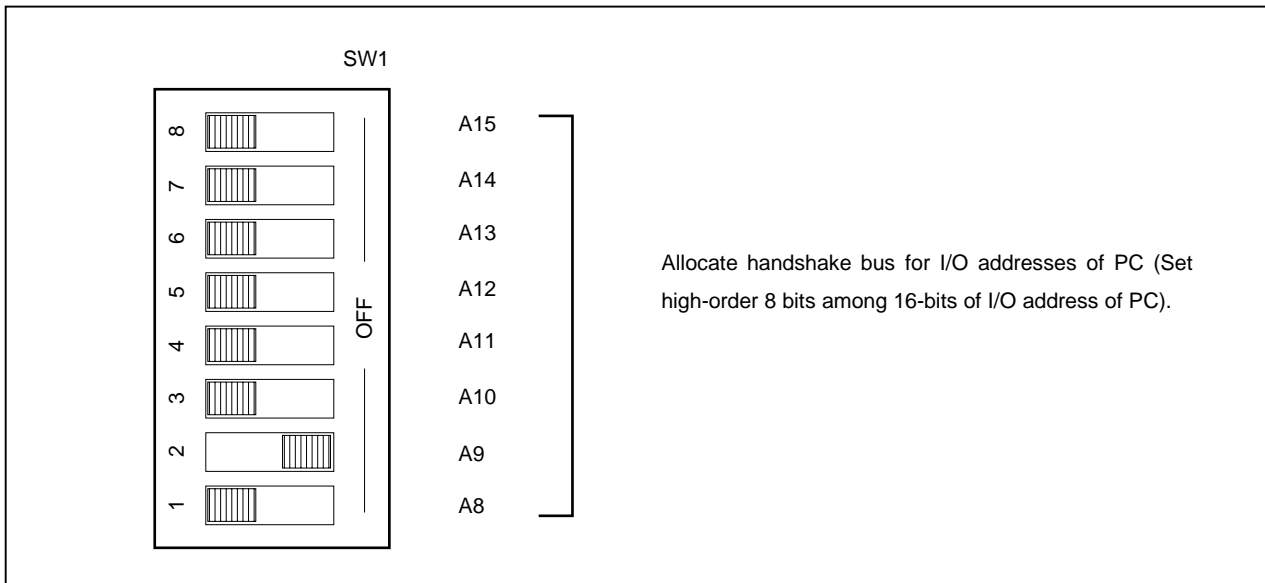 SW1
8 A15
7 A14
6 A13
5 A12
4 A11
3 A10
2 A9
1 A8
OFF
Allocate handshake bus for I/O addresses of PC (Set
high-order 8 bits among 16-bits of I/O address of PC).